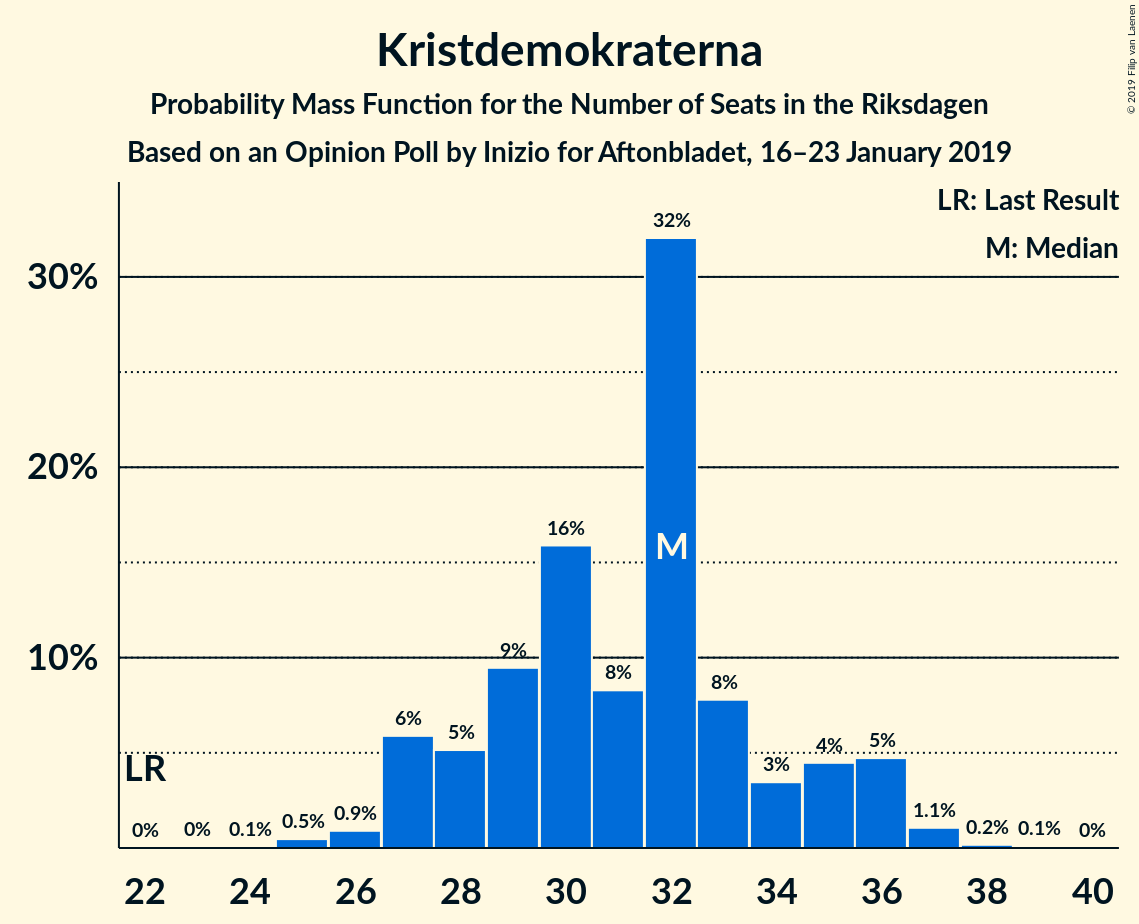 Kristdemokraterna
Probability Mass Function for the Number of Seats in the Riksdagen
Based on an Opinion Poll by Inizio for Aftonbladet, 16–23 January 2019
© 2019 Filip van Laenen
LR: Last Result
M: Median
30%
20%
10%
LR
M
0%
0%
0.1%
0.5%
0.9%
6%
5%
9%
16%
8%
32%
8%
3%
4%
5%
1.1%
0.2%
0.1%
0%
22 24 26 28 30 32 34 36 38 40